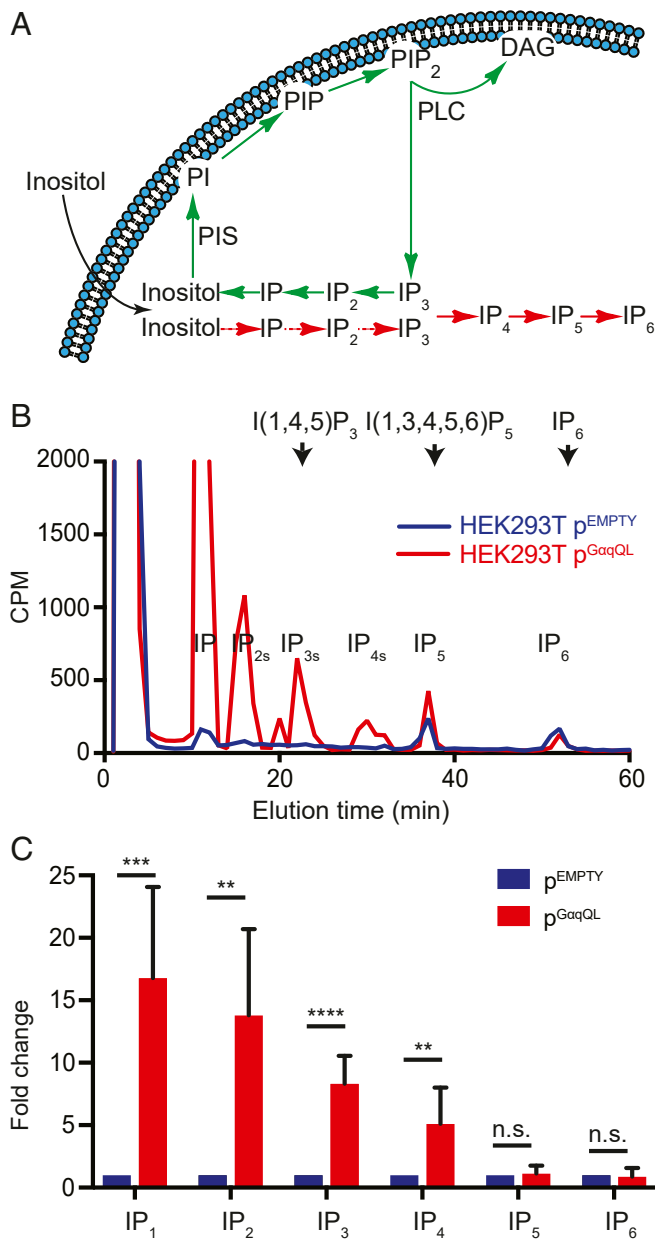 A
DAG
PIP2
PIP
PLC
PI
Inositol
PIS
Inositol IP IP2 IP3
Inositol IP IP2 IP3 IP4 IP5 IP6
B
I(1,4,5)P3 I(1,3,4,5,6)P5 IP6
2000
HEK293T pEMPTY
HEK293T pGαqQL
1500
CPM
1000
IP IP2s IP3s IP4s IP5 IP6
500
0
0 20 40 60
Elution time (min)
C
25
***
pEMPTY
**
pGαqQL
20
15
****
Fold change
10
**
5
n.s. n.s.
0
IP1 IP2 IP3 IP4 IP5 IP6